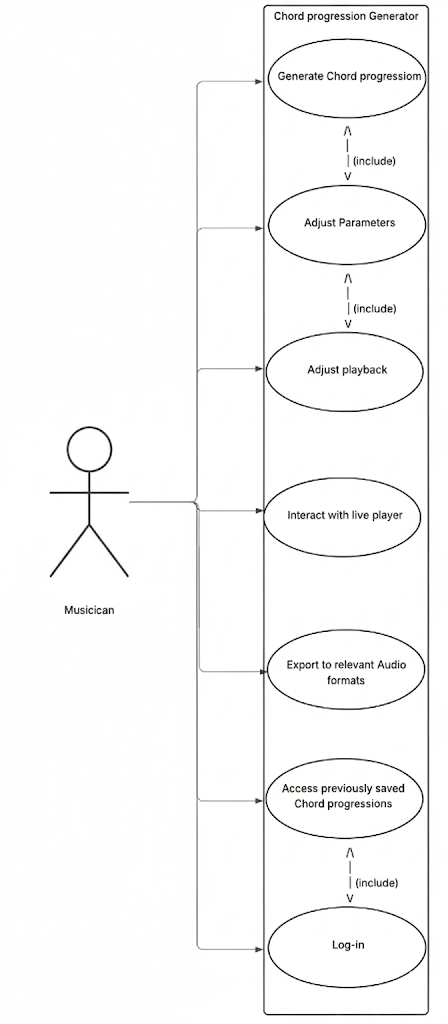 Chord progression Generator
Generate Chord progressiom
(include)
Adjust Parameters
(include)
Adjust playback
Interact with live player
Musicican
Export to relevant Audio
formats
Access previously saved
Chord progressions
(include)
Log-in